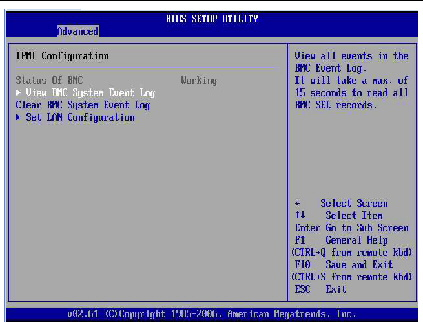 BIOS SETUP UTILITY
Advanced
IPMI Configuration
Status Of BMC Working
▶ View BMC System Event Log
Clear BMC System Event Log
▶ Set LAN Configuration
View all events in the
BMC Event Log.
It will take a max. of
15 seconds to read all
BMC SEL records.
← Select Screen
↑↓ Select Item
Enter Go to Sub Screen
F1 General Help
(CTRL+Q from remote kbd)
F10 Save and Exit
(CTRL+S from remote kbd)
ESC Exit
v02.61 (C)Copyright 1985-2006, American Megatrends, Inc.